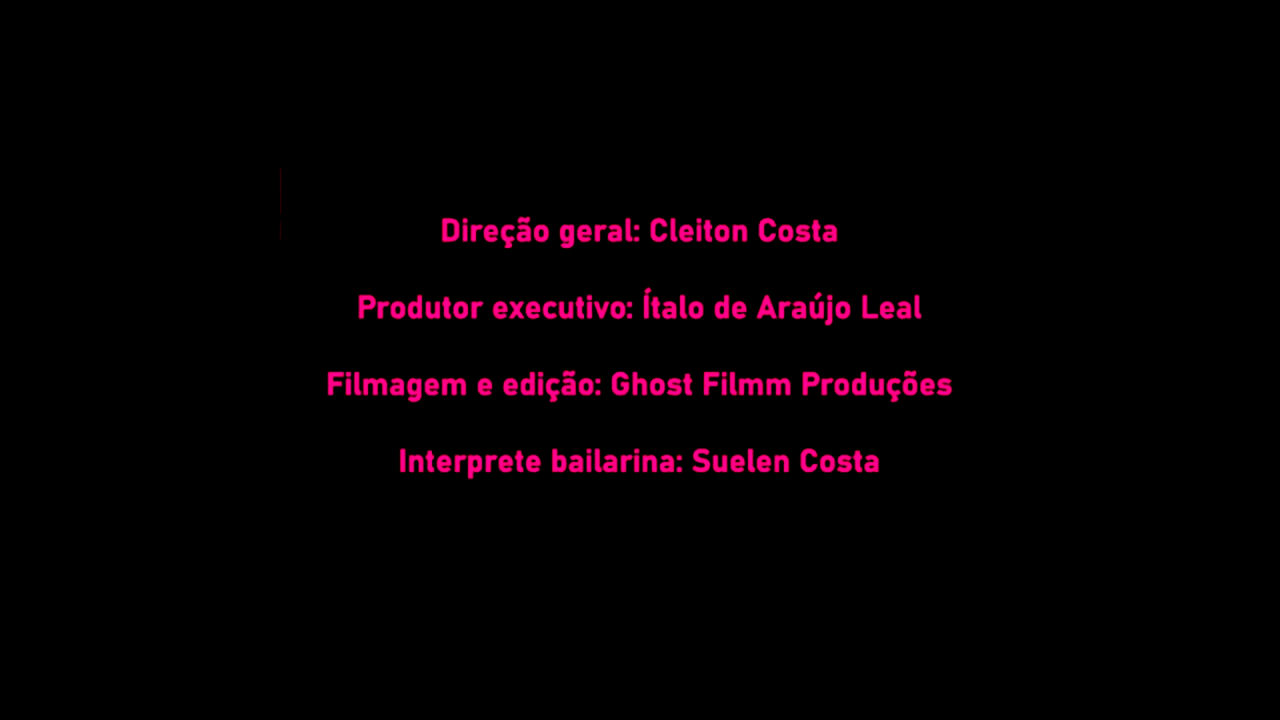 Direção geral: Cleiton Costa
Produtor executivo: Ítalo de Araújo Leal
Filmagem e edição: Ghost Filmm Produções
Interprete bailarina: Suelen Costa